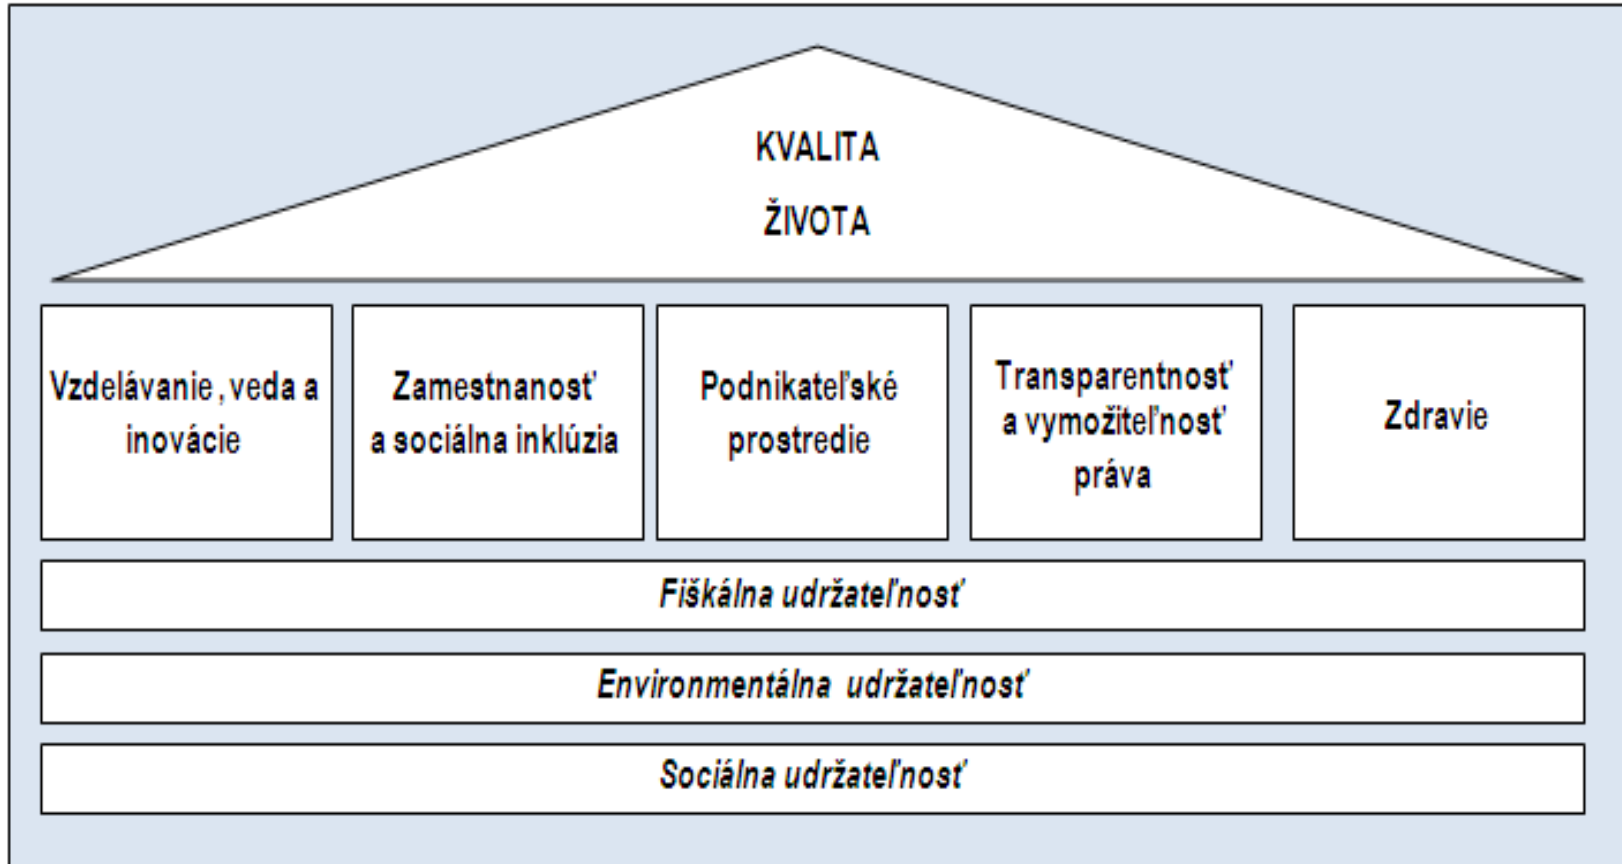 KVALITA
ŽIVOTA
Vzdelávanie, veda a
inovácie
Zamestnanosť
a sociálna inklúzia
Podnikateľské
prostredie
Transparentnosť
a vymožiteľnosť
práva
Zdravie
Fiškálna udržateľnosť
Environmentálna udržateľnosť
Sociálna udržateľnosť